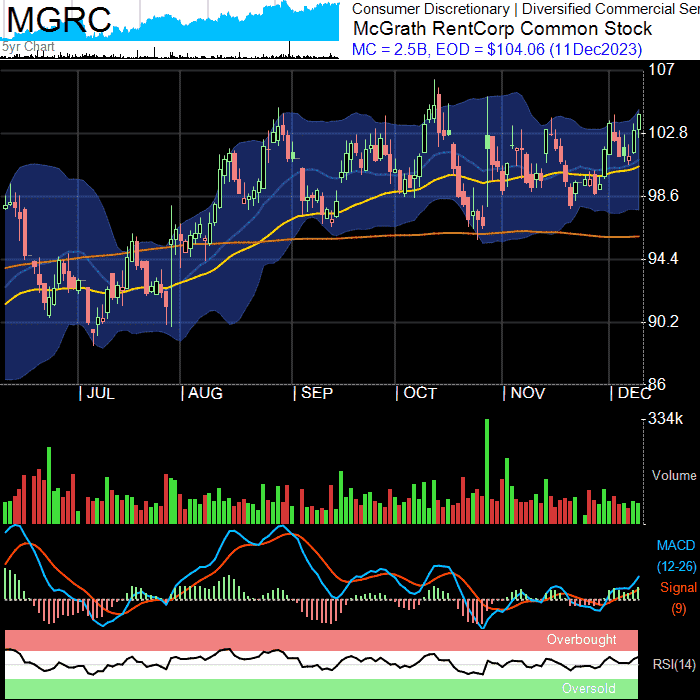 MGRC
5yr Chart
Consumer Discretionary | Diversified Commercial Ser
McGrath RentCorp Common Stock
MC = 2.5B, EOD = $104.06 (11Dec2023)
107
102.8
98.6
94.4
90.2
86
JUL
AUG
SEP
OCT
NOV
DEC
334k
Volume
MACD
(12-26)
Signal
(9)
Overbought
RSI(14)
Oversold